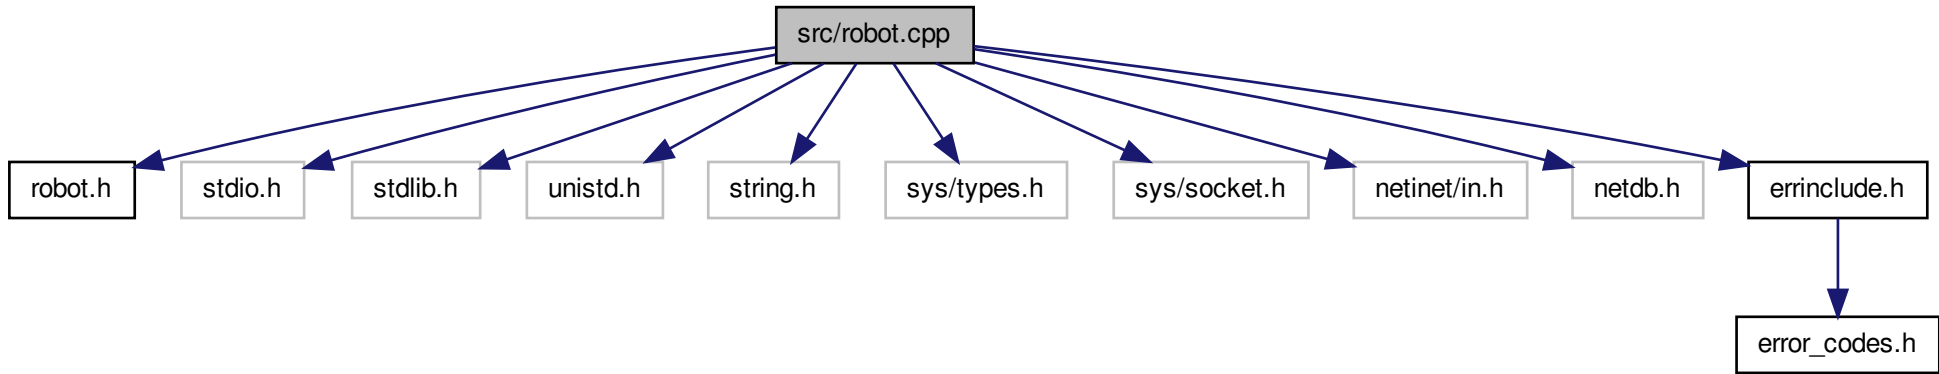 src/robot.cpp
robot.h
stdio.h
stdlib.h
unistd.h
string.h
sys/types.h
sys/socket.h
netinet/in.h
netdb.h
errinclude.h
error_codes.h